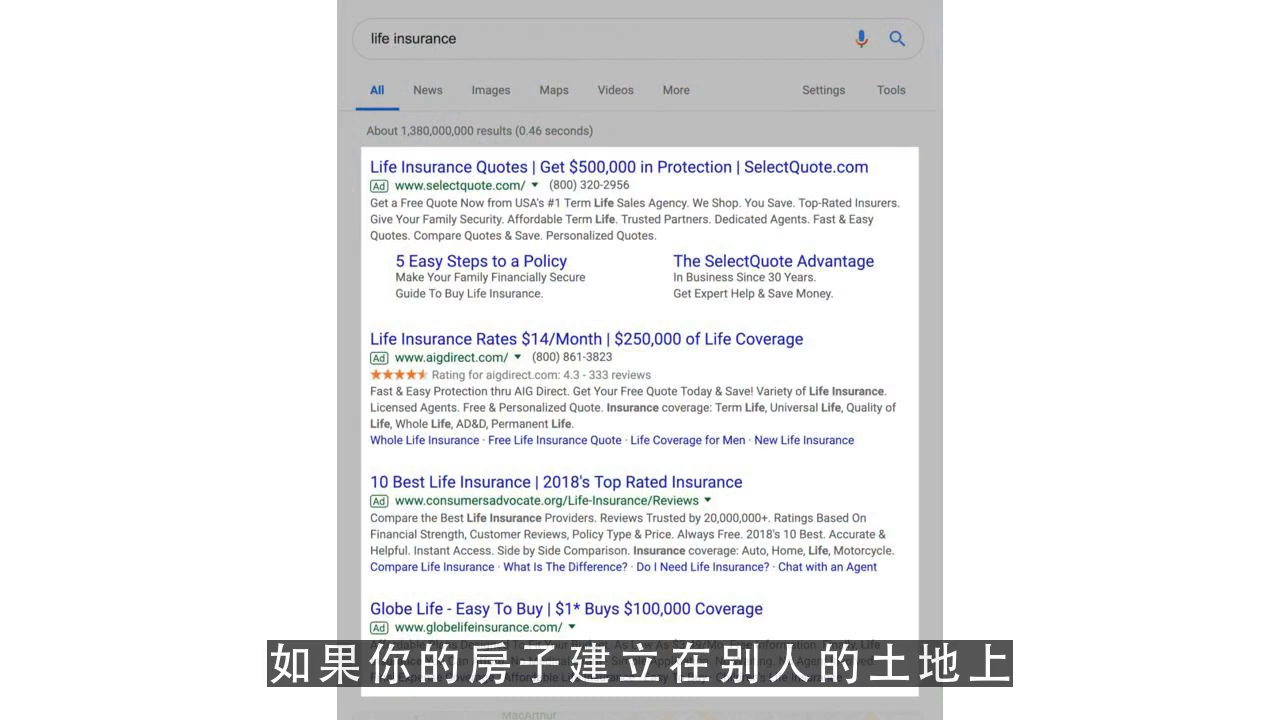 life insurance
All News Images Maps Videos More Settings Tools
About 1,380,000,000 results (0.46 seconds)
Life Insurance Quotes | Get $500,000 in Protection | SelectQuote.com
Ad www.selectquote.com/ (800) 320-2956
Get a Free Quote Now from USA's #1 Term Life Sales Agency. We Shop. You Save. Top-Rated Insurers.
Give Your Family Security. Affordable Term Life. Trusted Partners. Dedicated Agents. Fast & Easy
Quotes. Compare Quotes & Save. Personalized Quotes.
5 Easy Steps to a Policy
Make Your Family Financially Secure
Guide To Buy Life Insurance.
The SelectQuote Advantage
In Business Since 30 Years.
Get Expert Help & Save Money.
Life Insurance Rates $14/Month | $250,000 of Life Coverage
Ad www.aigdirect.com/ (800) 861-3823
Rating for aigdirect.com: 4.3 - 333 reviews
Fast & Easy Protection thru AIG Direct. Get Your Free Quote Today & Save! Variety of Life Insurance.
Licensed Agents. Free & Personalized Quote. Insurance coverage: Term Life, Universal Life, Quality of
Life, Whole Life, AD&D, Permanent Life.
Whole Life Insurance · Free Life Insurance Quote · Life Coverage for Men · New Life Insurance
10 Best Life Insurance | 2018's Top Rated Insurance
Ad www.consumersadvocate.org/Life-Insurance/Reviews
Compare the Best Life Insurance Providers. Reviews Trusted by 20,000,000+. Ratings Based On
Financial Strength, Customer Reviews, Policy Type & Price. Always Free. 2018's 10 Best. Accurate &
Helpful. Instant Access. Side by Side Comparison. Insurance coverage: Auto, Home, Life, Motorcycle.
Compare Life Insurance · What Is The Difference? · Do I Need Life Insurance? · Chat with an Agent
Globe Life - Easy To Buy | $1* Buys $100,000 Coverage
Ad www.globelifeinsurance.com/
如果你的房子建立在别人的土地上
MacArthur